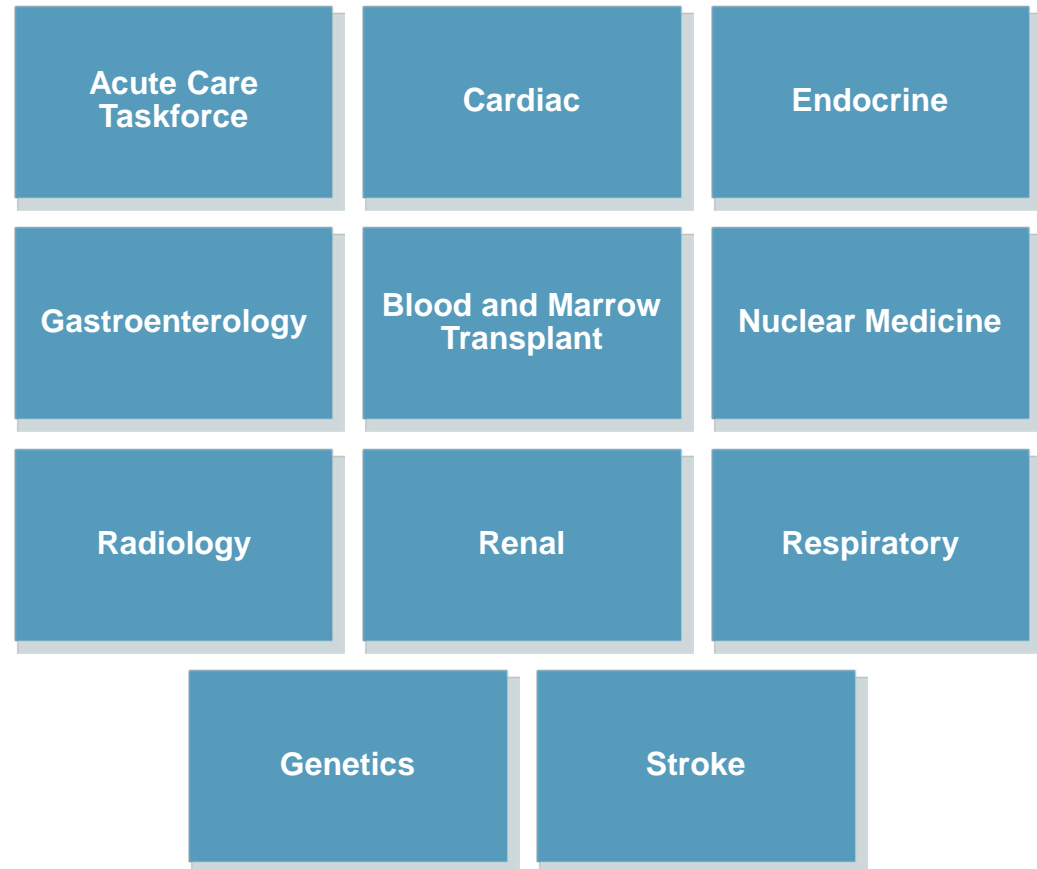 Acute Care
Taskforce
Cardiac
Endocrine
Gastroenterology
Blood and Marrow
Transplant
Nuclear Medicine
Radiology
Renal
Respiratory
Genetics
Stroke